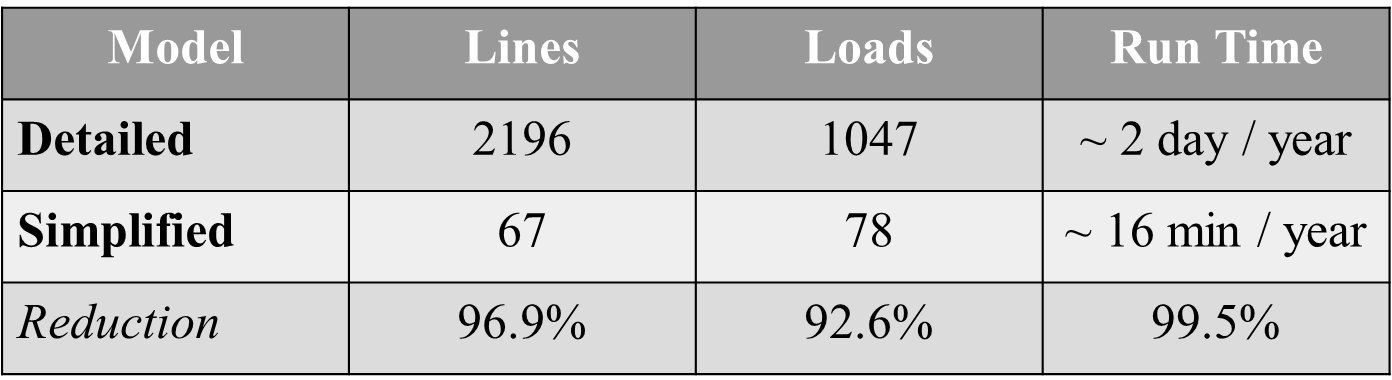 Model Lines Loads Run Time
Detailed 2196 1047 ~ 2 day / year
Simplified 67 78 ~ 16 min / year
Reduction 96.9% 92.6% 99.5%